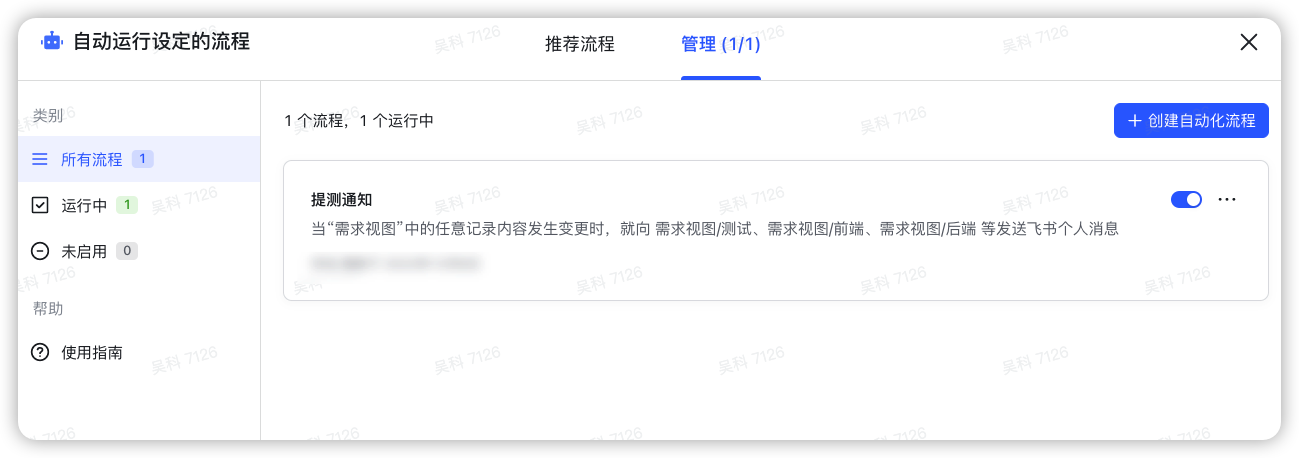 自动运行设定的流程
推荐流程
管理 (1/1)
类别
所有流程 1
运行中 1
未启用 0
帮助
使用指南
1 个流程，1 个运行中
创建自动化流程
提测通知
当“需求视图”中的任意记录内容发生变更时，就向 需求视图/测试、需求视图/前端、需求视图/后端 等发送飞书个人消息
吴科 7126